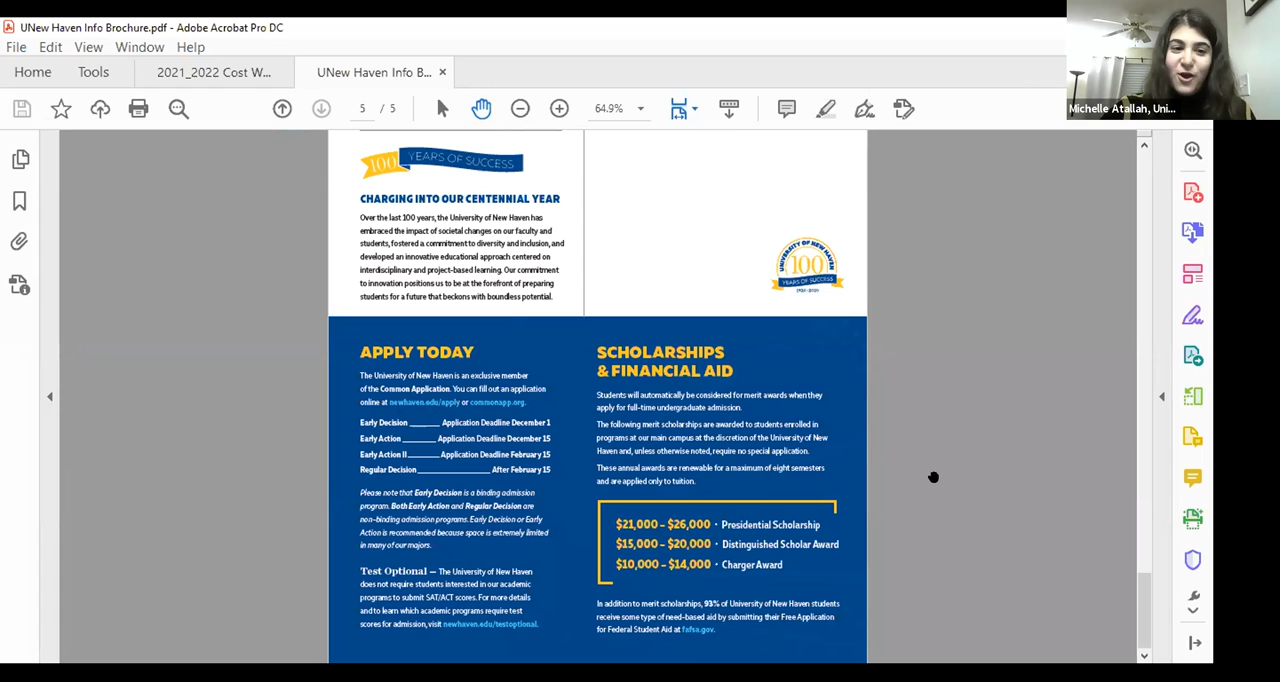 UNew Haven Info Brochure.pdf - Adobe Acrobat Pro DC
File Edit View Window Help
Home Tools 2021_2022 Cost W... UNew Haven Info B... ×
5 / 5 64.9%
Michelle Atallah, Uni...
100 YEARS OF SUCCESS
CHARGING INTO OUR CENTENNIAL YEAR
Over the last 100 years, the University of New Haven has
embraced the impact of societal changes on our faculty and
students, fostered a commitment to diversity and inclusion, and
developed an innovative educational approach centered on
interdisciplinary and project-based learning. Our commitment
to innovation positions us to be at the forefront of preparing
students for a future that beckons with boundless potential.
UNIVERSITY OF NEW HAVEN
100
YEARS OF SUCCESS
APPLY TODAY
The University of New Haven is an exclusive member
of the Common Application. You can fill out an application
online at newhaven.edu/apply or commonapp.org.
Early Decision ______ Application Deadline December 1
Early Action _______ Application Deadline December 15
Early Action II ______ Application Deadline February 15
Regular Decision _______________ After February 15
Please note that Early Decision is a binding admission
program. Both Early Action and Regular Decision are
non-binding admission programs. Early Decision or Early
Action is recommended because space is extremely limited
in many of our majors.
Test Optional — The University of New Haven
does not require students interested in our academic
programs to submit SAT/ACT scores. For more details
and to learn which academic programs require test
scores for admission, visit newhaven.edu/testoptional.
SCHOLARSHIPS
& FINANCIAL AID
Students will automatically be considered for merit awards when they
apply for full-time undergraduate admission.
The following merit scholarships are awarded to students enrolled in
programs at our main campus at the discretion of the University of New
Haven and, unless otherwise noted, require no special application.
These annual awards are renewable for a maximum of eight semesters
and are applied only to tuition.
$21,000 – $26,000 · Presidential Scholarship
$15,000 – $20,000 · Distinguished Scholar Award
$10,000 – $14,000 · Charger Award
In addition to merit scholarships, 93% of University of New Haven students
receive some type of need-based aid by submitting their Free Application
for Federal Student Aid at fafsa.gov.